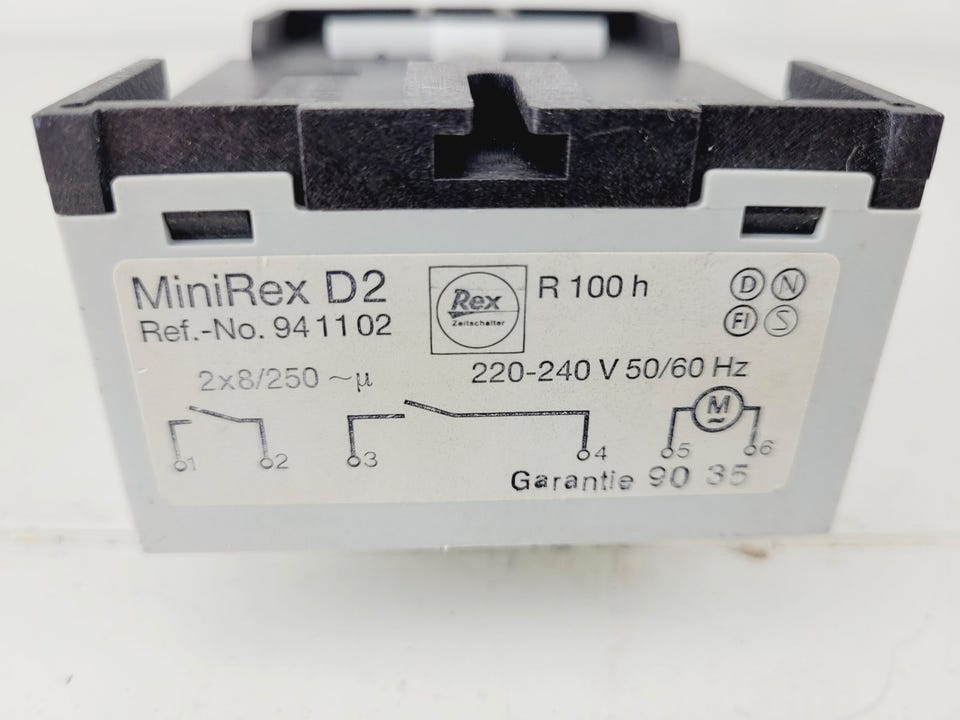 MiniRex D2
Ref.-No. 941102
Rex
Zeitschalter
R 100 h
D N
FI S
2x8/250 ~µ
220-240 V 50/60 Hz
M
~
1 2 3 4 5 6
Garantie 90 35